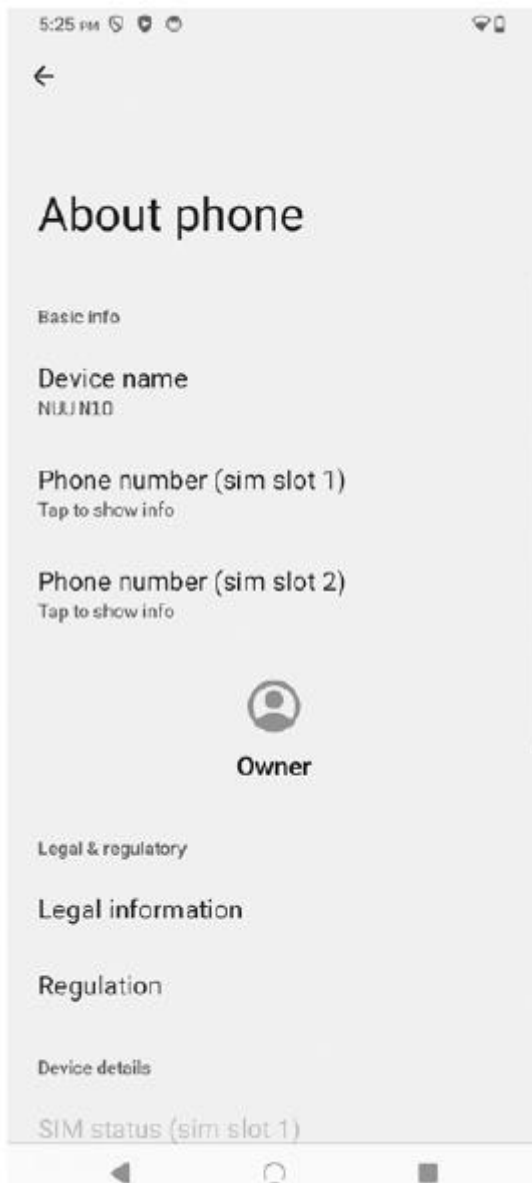 5:25 PM
About phone
Basic info
Device name
NUU N10
Phone number (sim slot 1)
Tap to show info
Phone number (sim slot 2)
Tap to show info
Owner
Legal & regulatory
Legal information
Regulation
Device details
SIM status (sim slot 1)